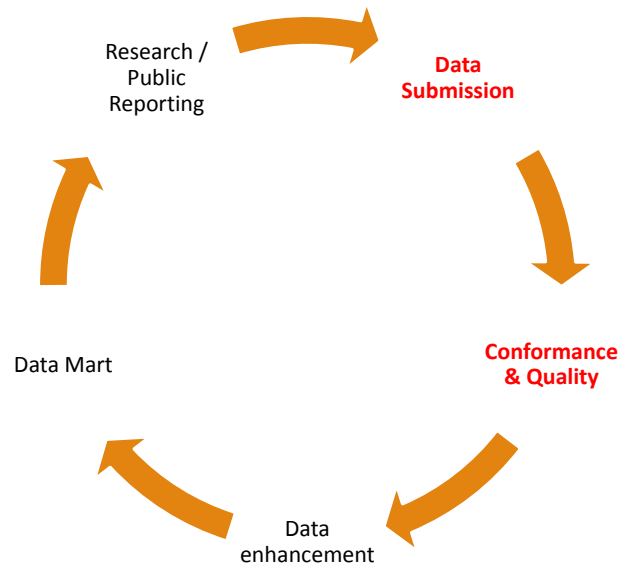 Research /
Public
Reporting
Data
Submission
Conformance
& Quality
Data
enhancement
Data Mart